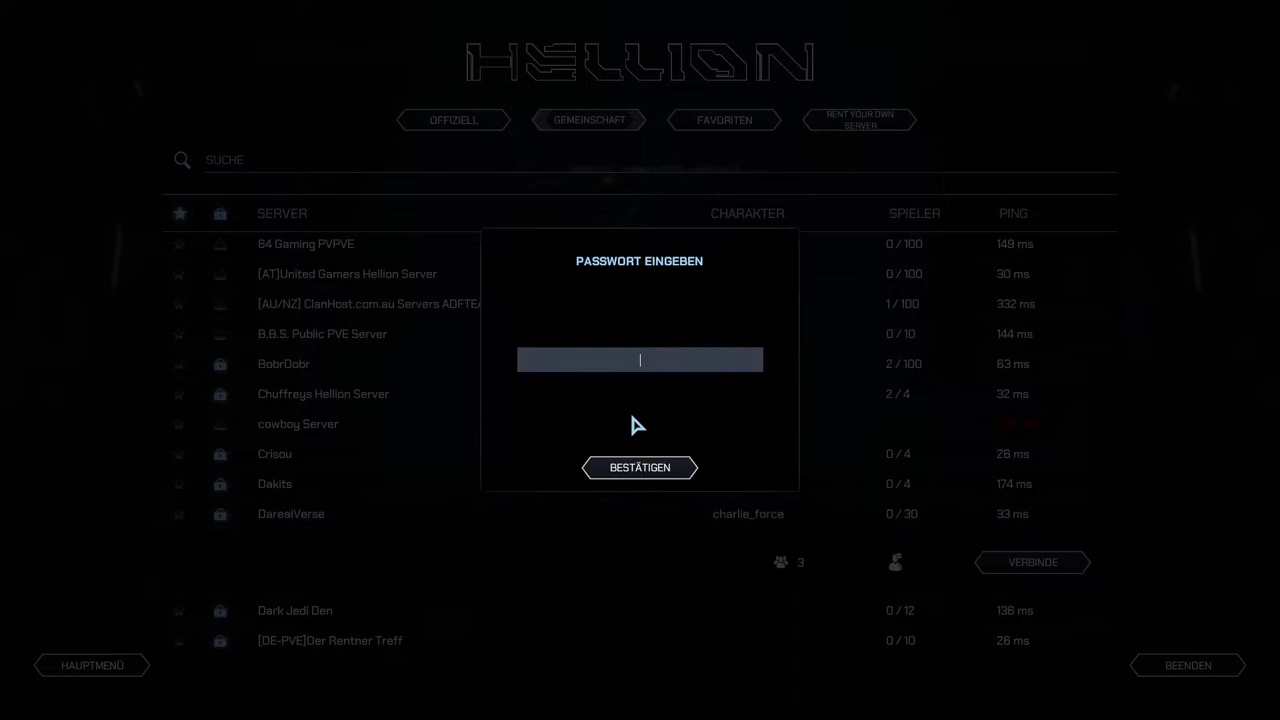 HELLION
OFFIZIELL
GEMEINSCHAFT
FAVORITEN
RENT YOUR OWN
SERVER
SUCHE
SERVER CHARAKTER SPIELER PING
64 Gaming PVPVE 0 / 100 149 ms
[AT]United Gamers Hellion Server 0 / 100 30 ms
[AU/NZ] ClanHost.com.au Servers 1 / 100 332 ms
B.B.S. Public PVE Server 0 / 10 144 ms
BobrDobr 2 / 100 63 ms
Chuffreys Hellion Server 2 / 4 32 ms
cowboy Server
Crisou 0 / 4 26 ms
Dakits 0 / 4 174 ms
DarealVerse charlie_force 0 / 30 33 ms
3
VERBINDE
Dark Jedi Den 0 / 12 136 ms
[DE-PVE]Der Rentner Treff 0 / 10 26 ms
PASSWORT EINGEBEN
BESTÄTIGEN
HAUPTMENÜ
BEENDEN